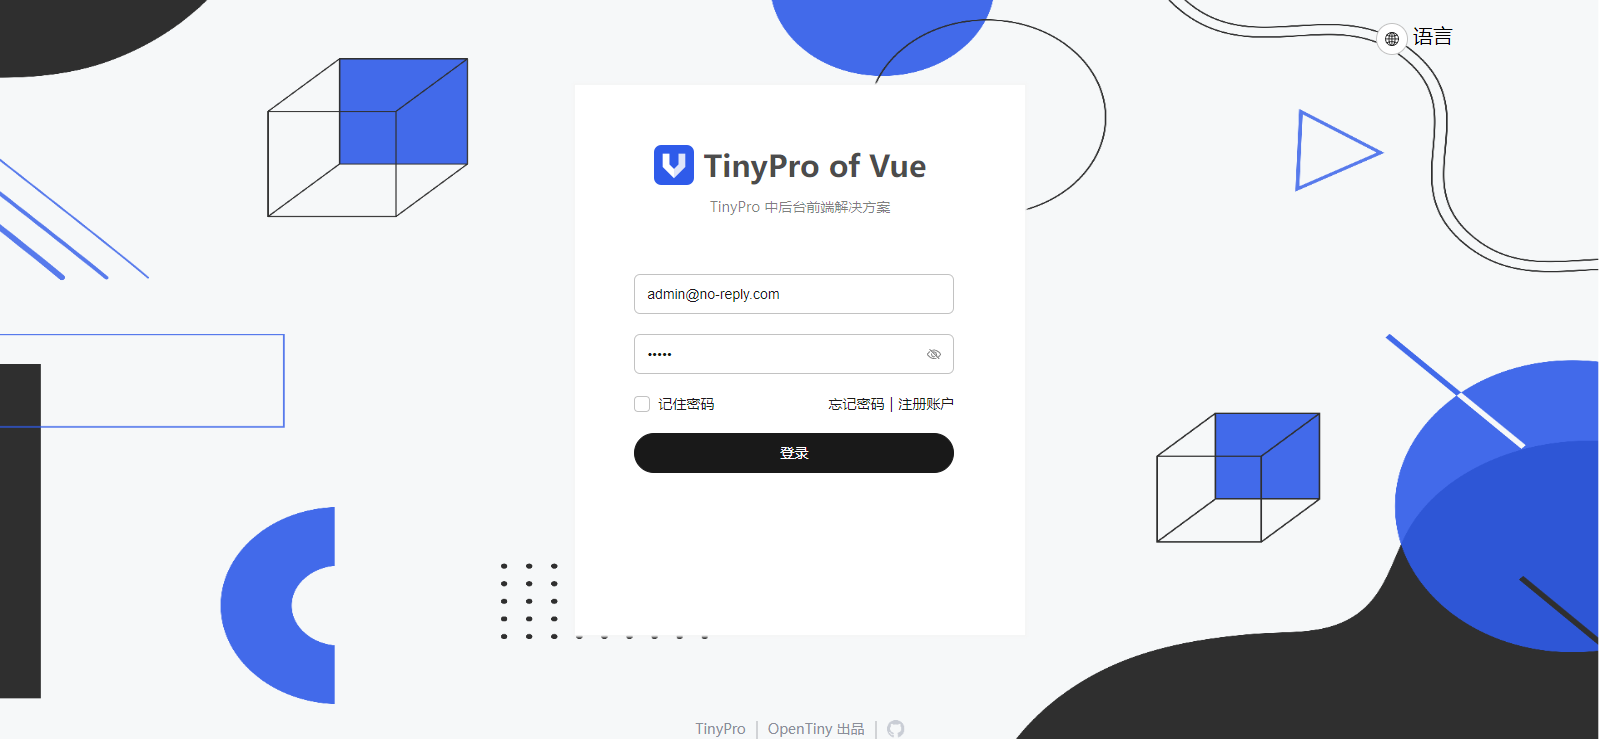 语言
TinyPro of Vue
TinyPro 中后台前端解决方案
admin@no-reply.com
•••••
记住密码 忘记密码 | 注册账户
登录
TinyPro | OpenTiny 出品 |